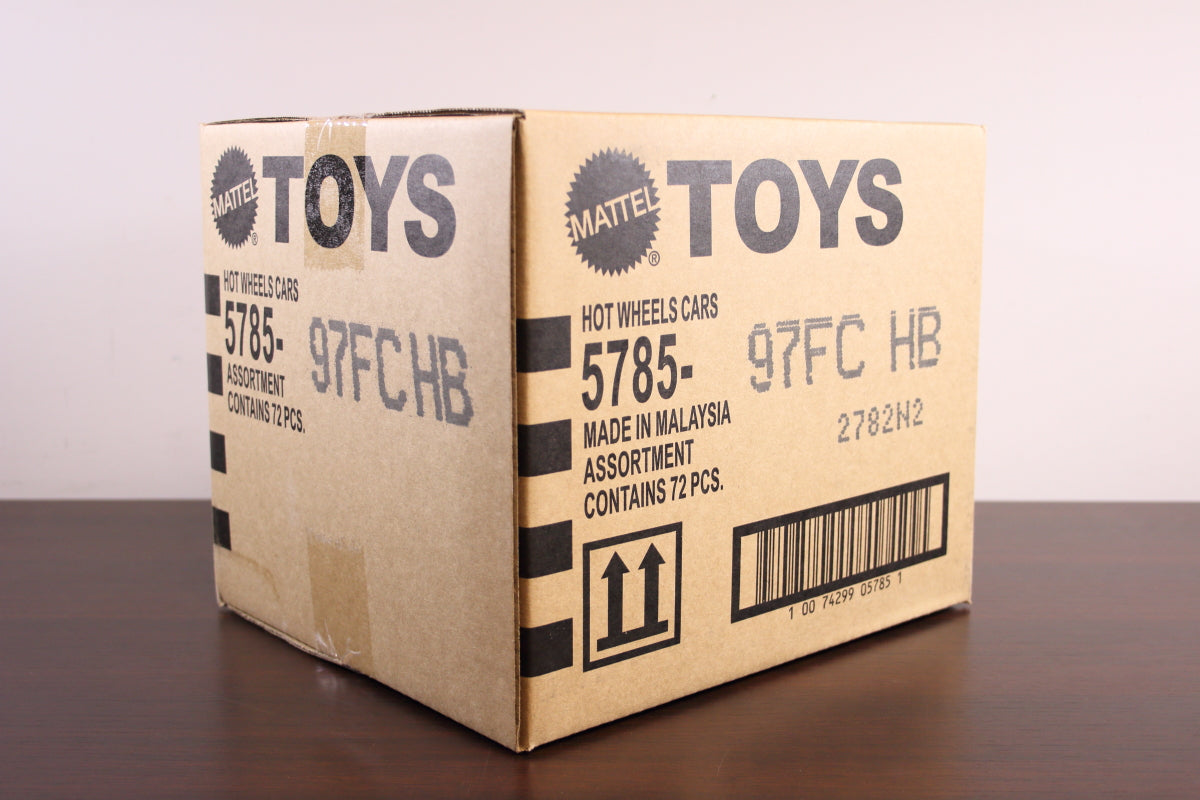 MATTEL® TOYS
HOT WHEELS CARS
5785-
97FC HB
ASSORTMENT
CONTAINS 72 PCS.
MATTEL® TOYS
HOT WHEELS CARS
5785-
97FC HB
MADE IN MALAYSIA
2782N2
ASSORTMENT
CONTAINS 72 PCS.
1 00 74299 05785 1